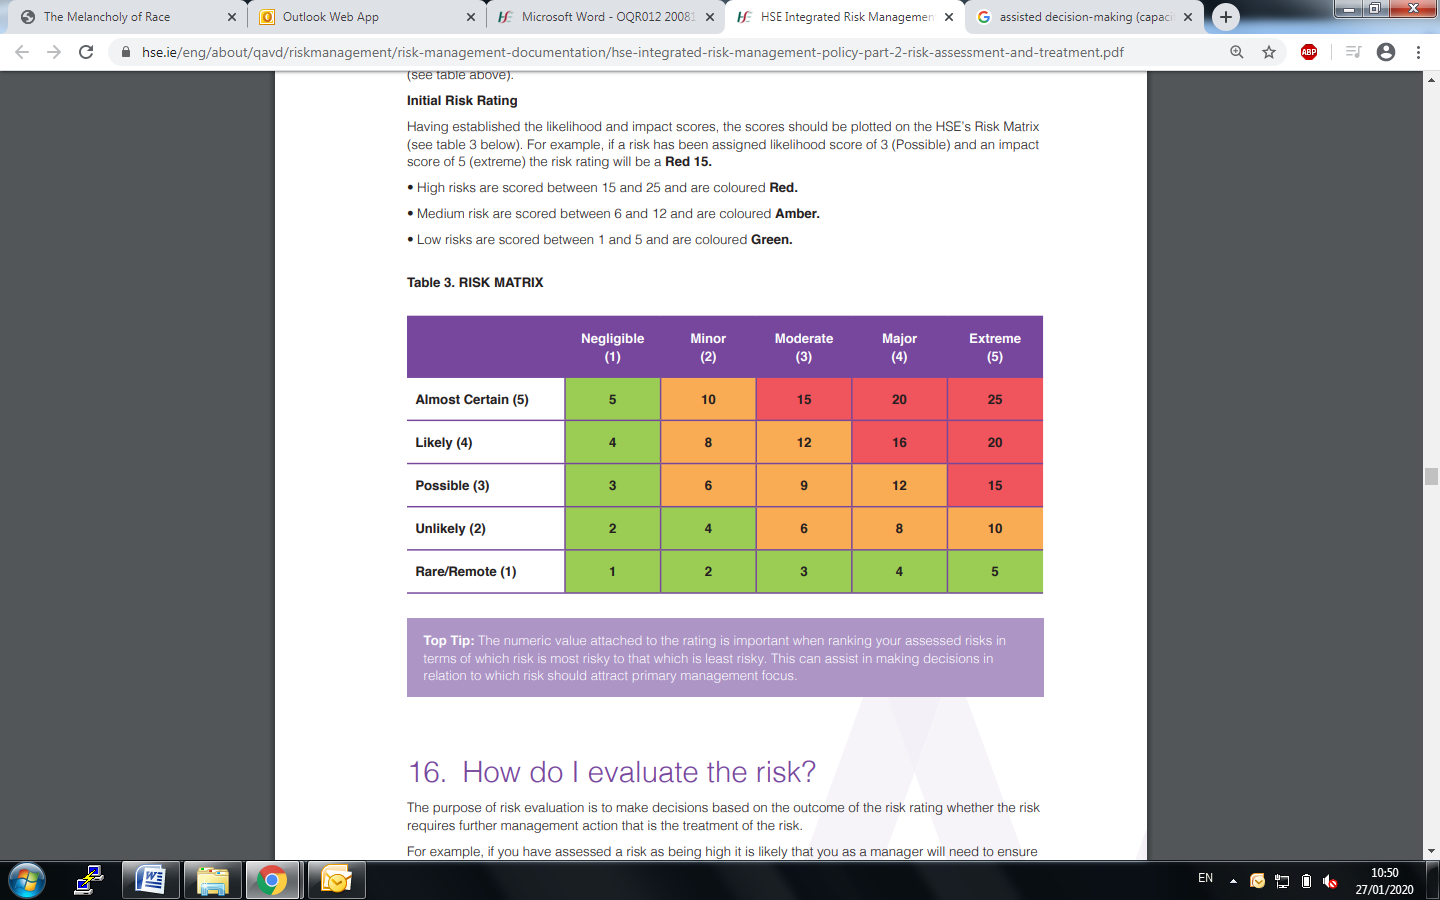 The Melancholy of Race
Outlook Web App
Microsoft Word - OQR012 20081
HSE Integrated Risk Managemen
assisted decision-making (capaci
hse.ie/eng/about/qavd/riskmanagement/risk-management-documentation/hse-integrated-risk-management-policy-part-2-risk-assessment-and-treatment.pdf
ABP
(see table above).
Initial Risk Rating
Having established the likelihood and impact scores, the scores should be plotted on the HSE's Risk Matrix
(see table 3 below). For example, if a risk has been assigned likelihood score of 3 (Possible) and an impact
score of 5 (extreme) the risk rating will be a Red 15.
• High risks are scored between 15 and 25 and are coloured Red.
• Medium risk are scored between 6 and 12 and are coloured Amber.
• Low risks are scored between 1 and 5 and are coloured Green.
Table 3. RISK MATRIX
Negligible (1) Minor (2) Moderate (3) Major (4) Extreme (5)
Almost Certain (5) 5 10 15 20 25
Likely (4) 4 8 12 16 20
Possible (3) 3 6 9 12 15
Unlikely (2) 2 4 6 8 10
Rare/Remote (1) 1 2 3 4 5
Top Tip: The numeric value attached to the rating is important when ranking your assessed risks in
terms of which risk is most risky to that which is least risky. This can assist in making decisions in
relation to which risk should attract primary management focus.
16. How do I evaluate the risk?
The purpose of risk evaluation is to make decisions based on the outcome of the risk rating whether the risk
requires further management action that is the treatment of the risk.
For example, if you have assessed a risk as being high it is likely that you as a manager will need to ensure
EN
10:50
27/01/2020